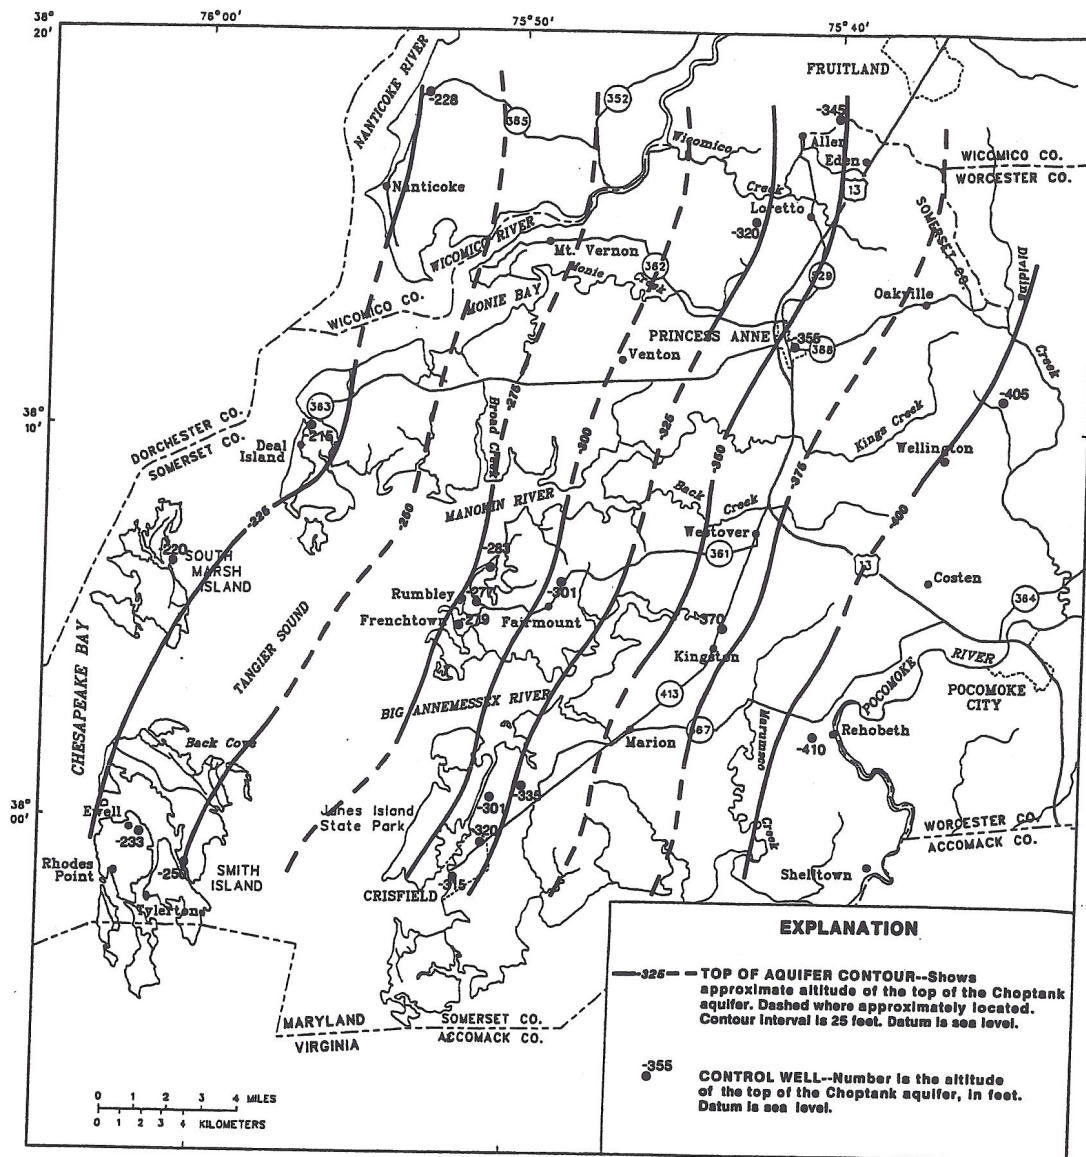 38°
20'
76° 00'
75° 50'
75° 40'
FRUITLAND
NANTICOKE RIVER
-228
385
352
Wicomico
-345
Allen
Eden
WICOMICO CO.
WORCESTER CO.
13
Nanticoke
Creek
Loretto
-320
SOMERSET CO.
Dividing
WICOMICO RIVER
Mt. Vernon
Monie
Creek
362
529
Oakville
WICOMICO CO.
MONIE BAY
PRINCESS ANNE
-355
388
Venton
-275
Creek
38°
10'
363
-215
Deal
Island
Broad Creek
-300
-325
-350
Kings Creek
-405
Wellington
DORCHESTER CO.
SOMERSET CO.
-375
-225
-250
MANOKIN RIVER
Back
Creek
-400
Westover
361
13
-220
SOUTH
MARSH
ISLAND
-283
Rumbley
-277
-301
Costen
364
Frenchtown
-279
Fairmount
-370
Kingston
TANGIER SOUND
CHESAPEAKE BAY
POCOMOKE
RIVER
POCOMOKE
CITY
BIG ANNEMESSEX RIVER
413
Marion
667
Marumsco
-410
Rehobeth
Back Cove
38°
00'
Janes Island
State Park
-301
-335
-320
Creek
WORCESTER CO.
ACCOMACK CO.
Ewell
-233
Rhodes
Point
-250
SMITH
ISLAND
Tylerton
CRISFIELD
-315
Shelltown
MARYLAND
VIRGINIA
SOMERSET CO.
ACCOMACK CO.
0 1 2 3 4 MILES
0 1 2 3 4 KILOMETERS
EXPLANATION
-325 TOP OF AQUIFER CONTOUR--Shows
approximate altitude of the top of the Choptank
aquifer. Dashed where approximately located.
Contour interval is 25 feet. Datum is sea level.
-355
CONTROL WELL--Number is the altitude
of the top of the Choptank aquifer, in feet.
Datum is sea level.